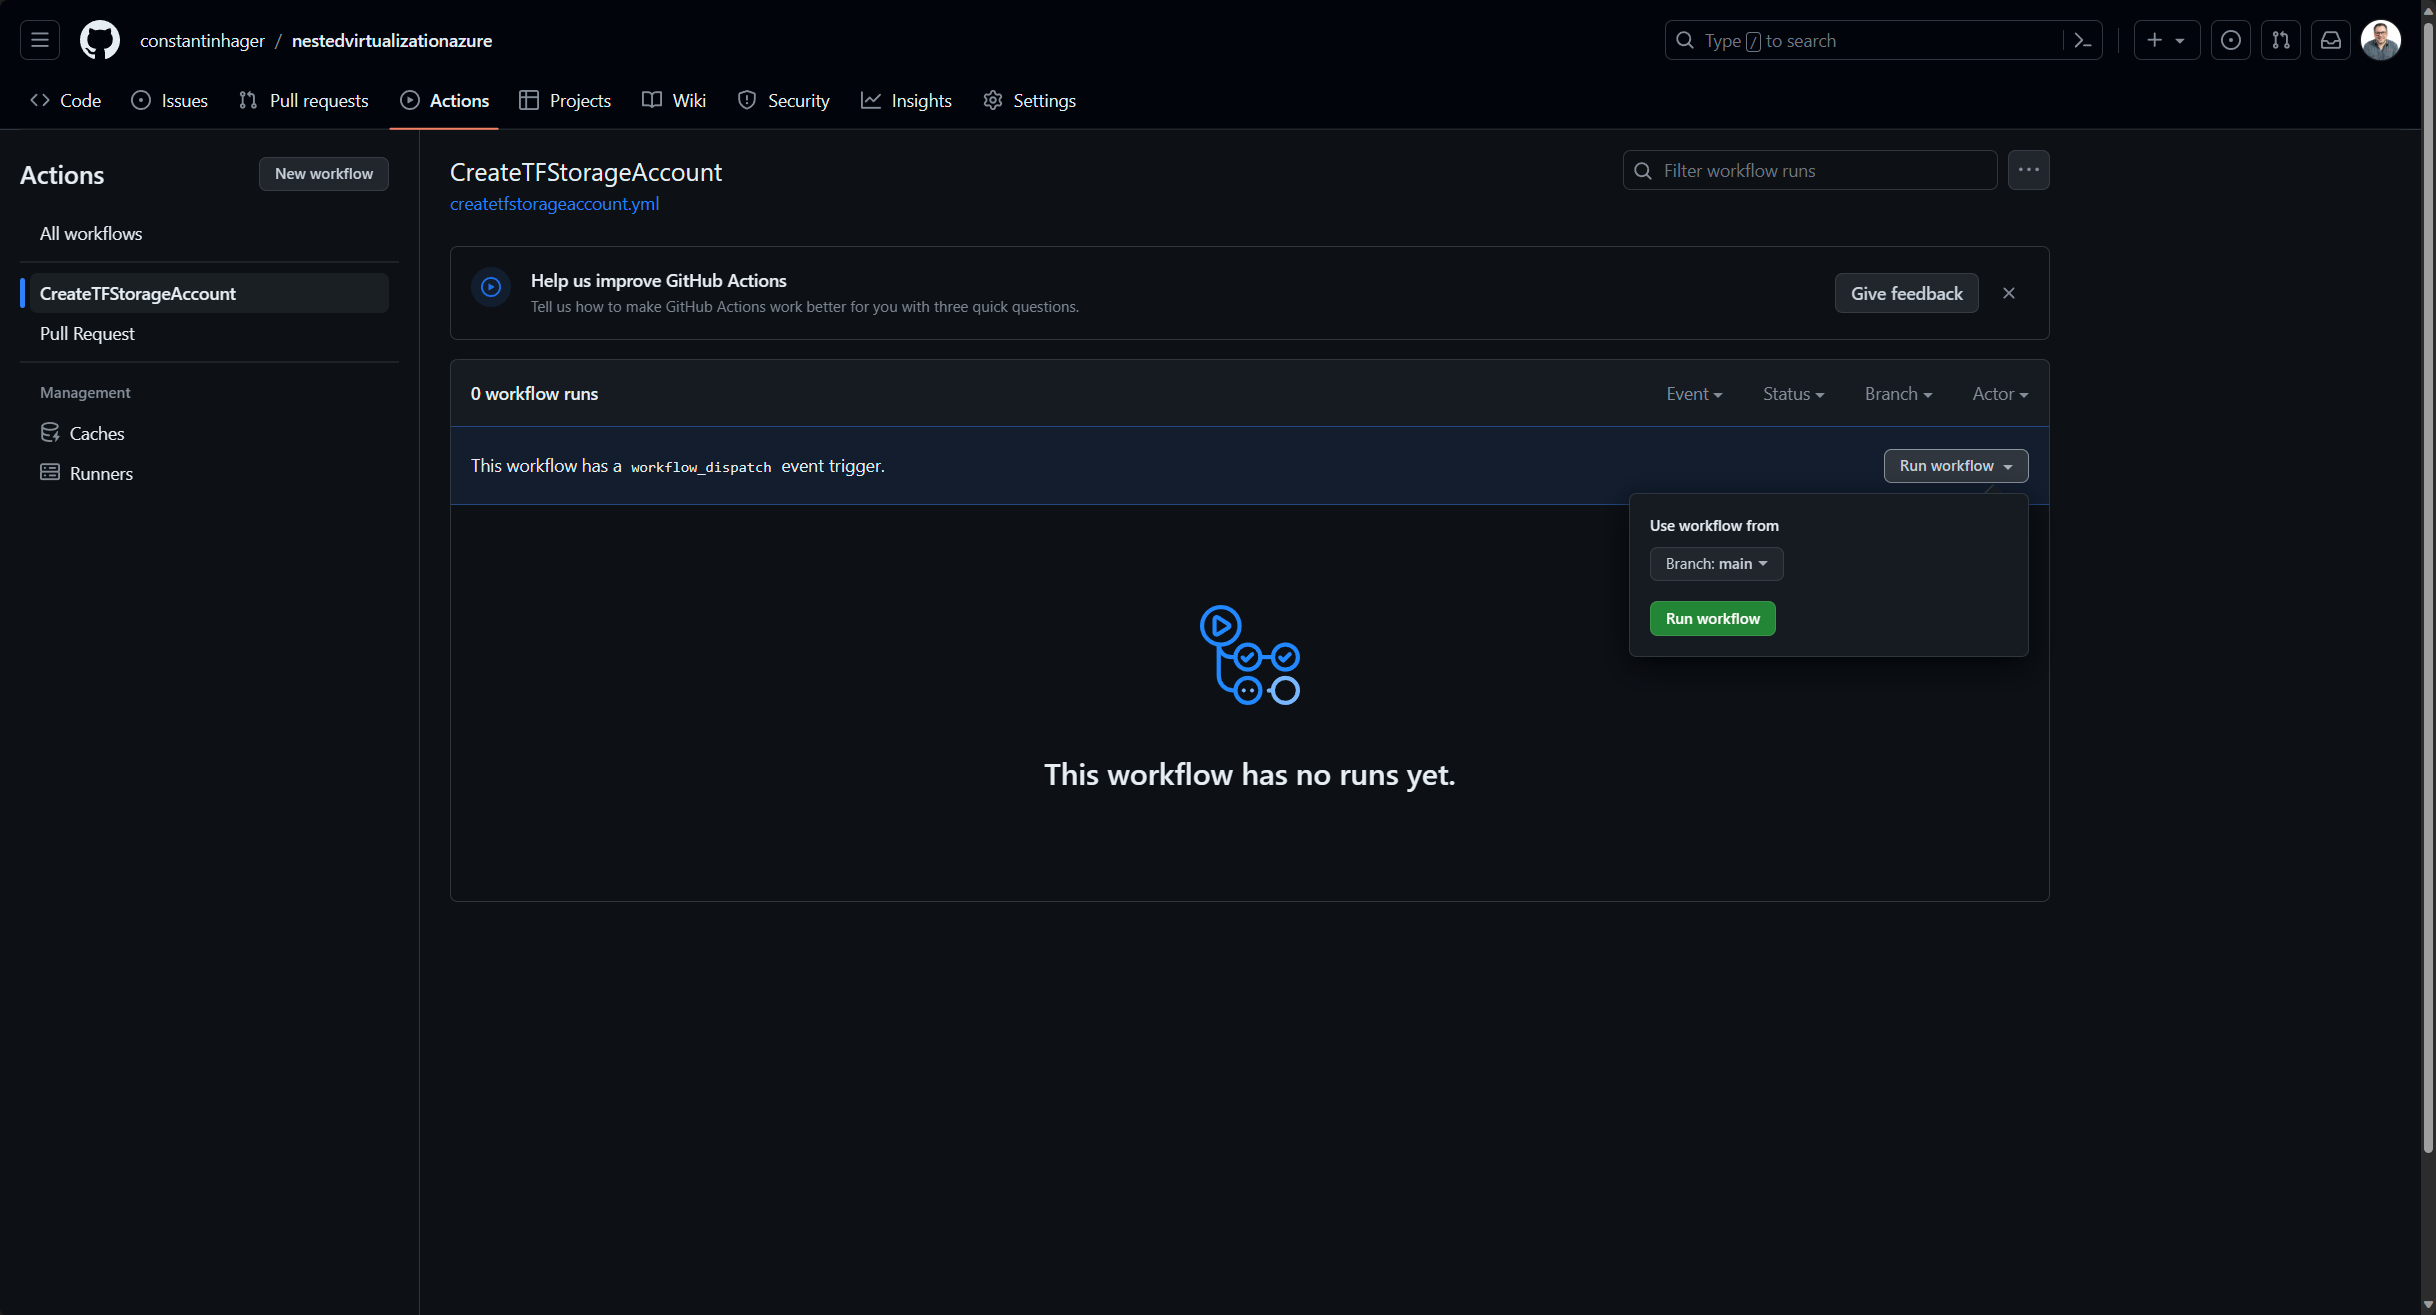 constantinhager / nestedvirtualizationazure
Type / to search
Code
Issues
Pull requests
Actions
Projects
Wiki
Security
Insights
Settings
Actions
New workflow
All workflows
CreateTFStorageAccount
Pull Request
Management
Caches
Runners
CreateTFStorageAccount
createtfstorageaccount.yml
Filter workflow runs
Help us improve GitHub Actions
Tell us how to make GitHub Actions work better for you with three quick questions.
Give feedback
0 workflow runs
Event
Status
Branch
Actor
This workflow has a workflow_dispatch event trigger.
Run workflow
Use workflow from
Branch: main
Run workflow
This workflow has no runs yet.